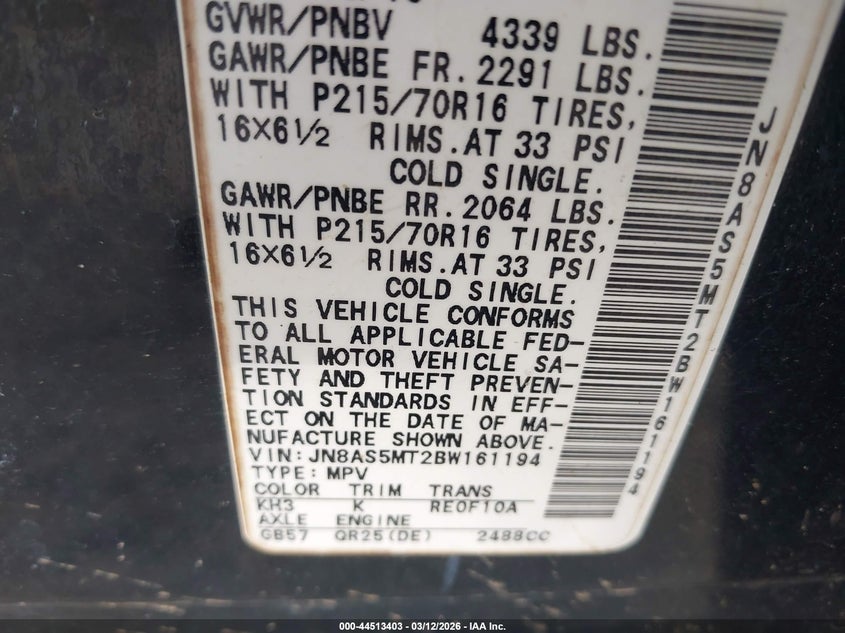 GVWR/PNBV 4339 LBS.
GAWR/PNBE FR. 2291 LBS.
WITH P215/70R16 TIRES,
16X6½ RIMS. AT 33 PSI
COLD SINGLE.
GAWR/PNBE RR. 2064 LBS.
WITH P215/70R16 TIRES,
16X6½ RIMS. AT 33 PSI
COLD SINGLE.
THIS VEHICLE CONFORMS
TO ALL APPLICABLE FED-
ERAL MOTOR VEHICLE SA-
FETY AND THEFT PREVEN-
TION STANDARDS IN EFF-
ECT ON THE DATE OF MA-
NUFACTURE SHOWN ABOVE.
VIN: JN8AS5MT2BW161194
TYPE: MPV
COLOR TRIM TRANS
KH3 K RE0F10A
AXLE ENGINE
GB57 QR25(DE) 2488CC
JN8AS5MT2BW161194
000-44513403 - 03/12/2026 - IAA Inc.